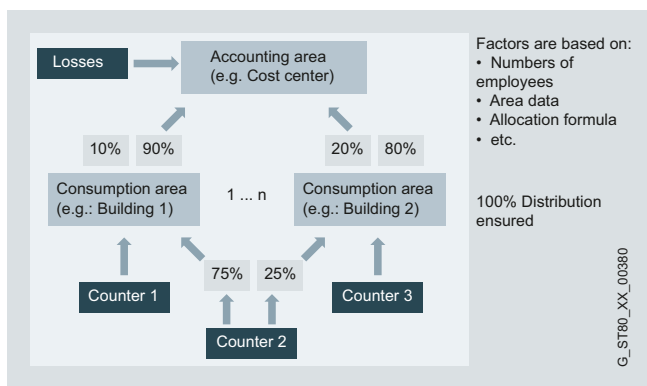 Losses
Accounting area
(e.g. Cost center)
10%
90%
20%
80%
Consumption area
(e.g.: Building 1)
1 ... n
Consumption area
(e.g.: Building 2)
75%
25%
Counter 1
Counter 3
Counter 2
Factors are based on:
• Numbers of
employees
• Area data
• Allocation formula
• etc.
100% Distribution
ensured
G_ST80_XX_00380